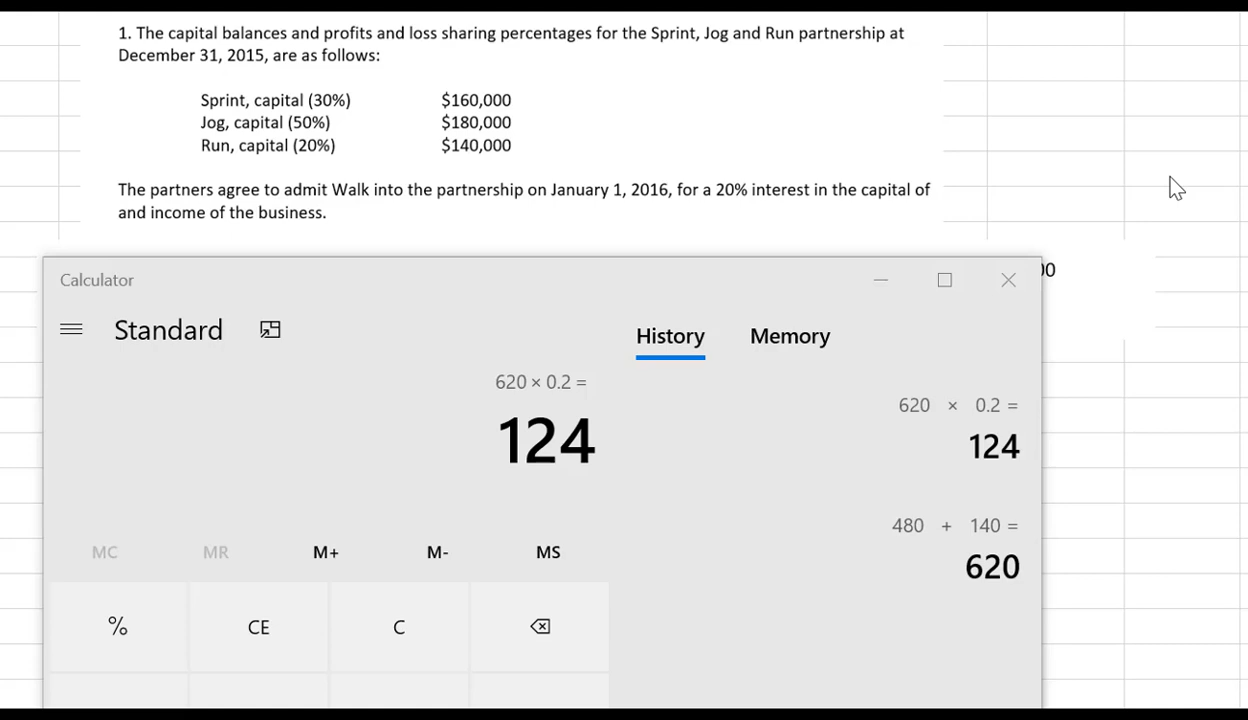 1. The capital balances and profits and loss sharing percentages for the Sprint, Jog and Run partnership at
December 31, 2015, are as follows:
Sprint, capital (30%) $160,000
Jog, capital (50%) $180,000
Run, capital (20%) $140,000
The partners agree to admit Walk into the partnership on January 1, 2016, for a 20% interest in the capital of
and income of the business.
Calculator
Standard
History Memory
620 × 0.2 =
124
620 × 0.2 =
124
480 + 140 =
620
MC MR M+ M- MS
% CE C